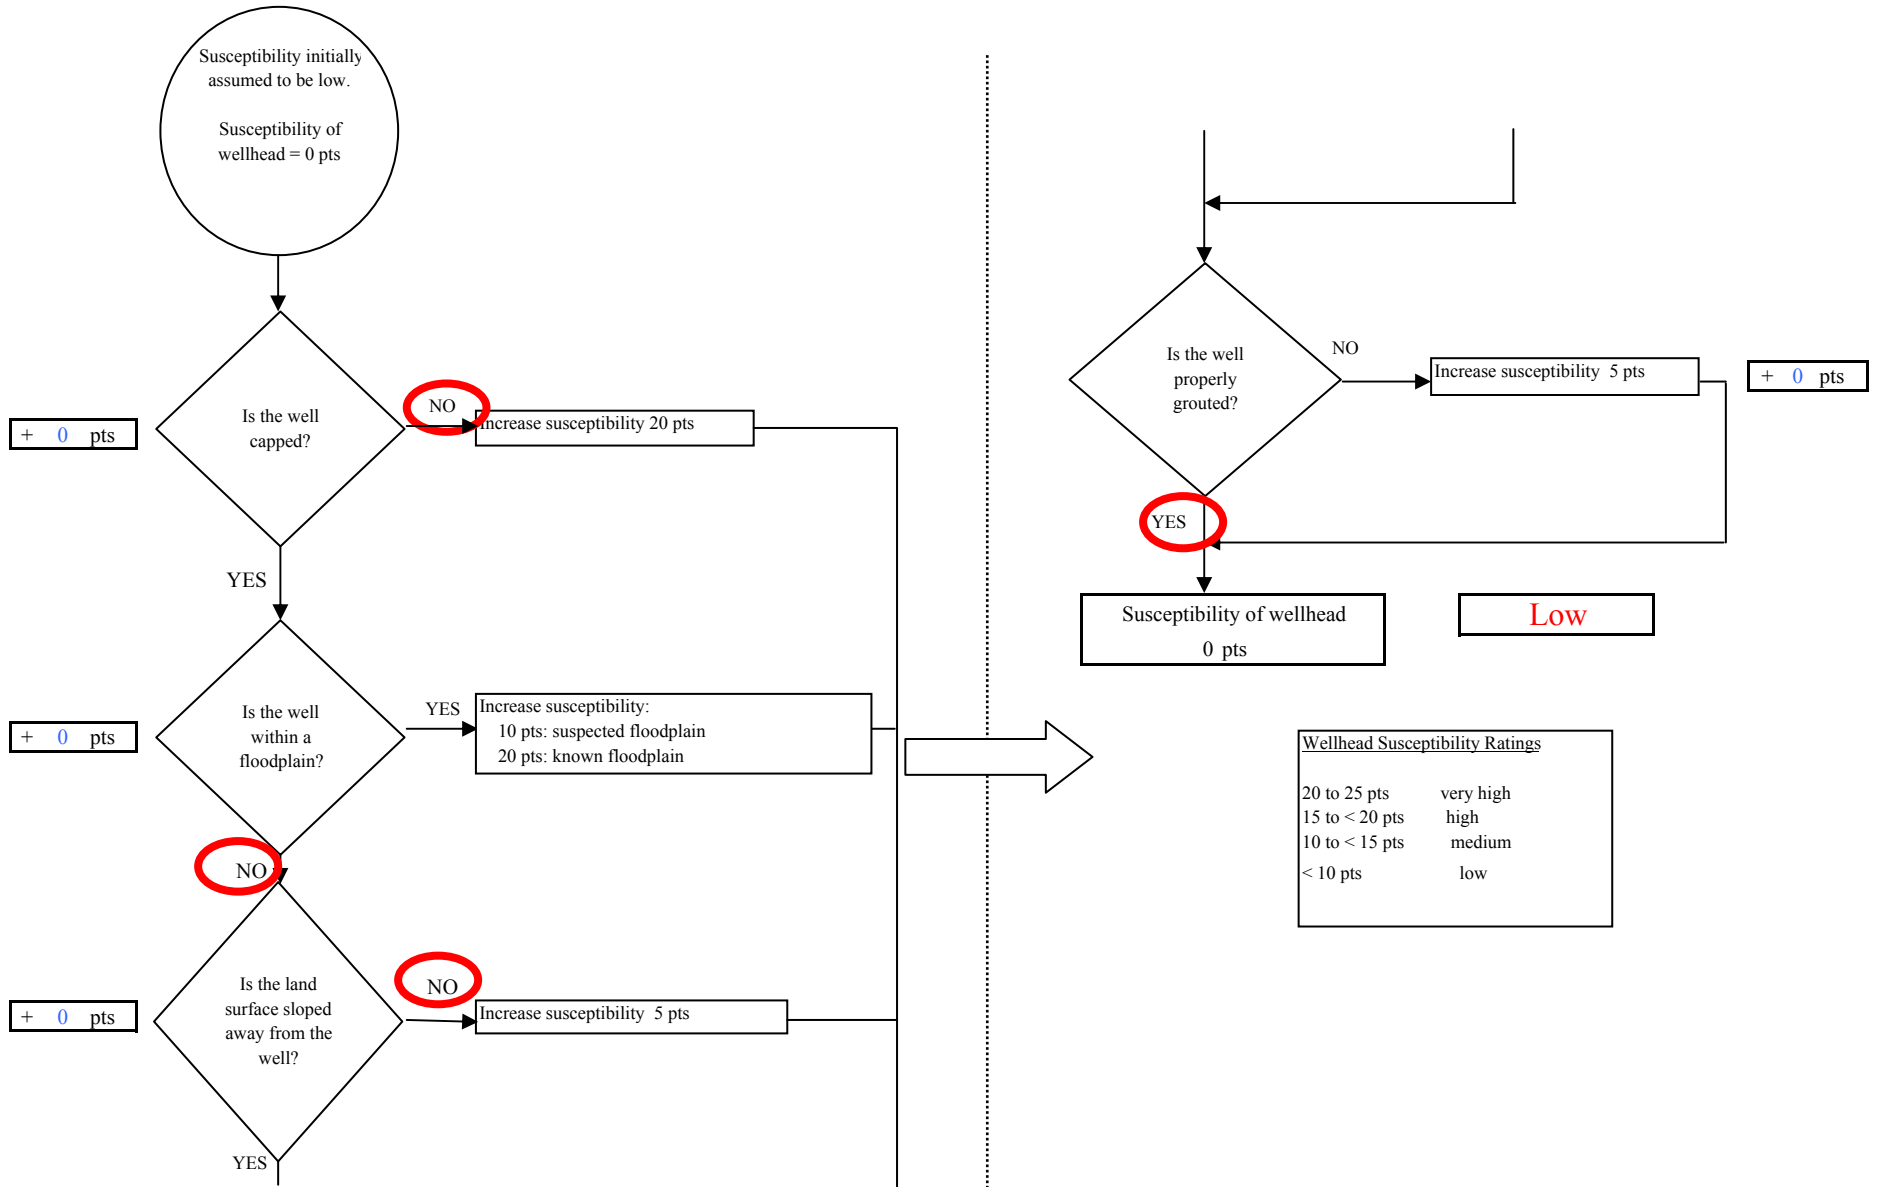 Susceptibility initially
assumed to be low.
Susceptibility of
wellhead = 0 pts
+ 0 pts
Is the well
capped?
NO
Increase susceptibility 20 pts
YES
+ 0 pts
Is the well
within a
floodplain?
YES
Increase susceptibility:
10 pts: suspected floodplain
20 pts: known floodplain
NO
+ 0 pts
Is the land
surface sloped
away from the
well?
NO
Increase susceptibility 5 pts
YES
Is the well
properly
grouted?
NO
Increase susceptibility 5 pts
+ 0 pts
YES
Susceptibility of wellhead
0 pts
Low
Wellhead Susceptibility Ratings
20 to 25 pts very high
15 to < 20 pts high
10 to < 15 pts medium
< 10 pts low